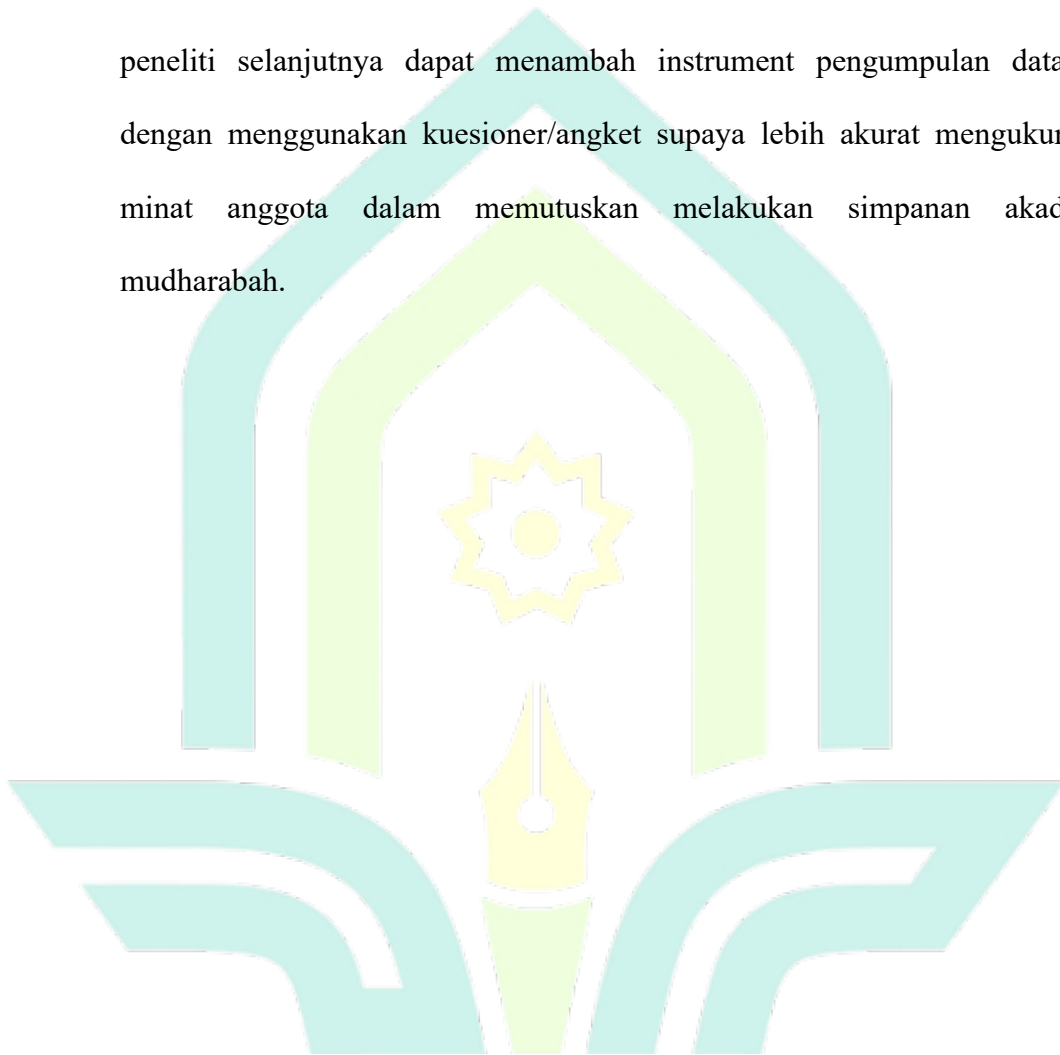 peneliti selanjutnya dapat menambah instrument pengumpulan data
dengan menggunakan kuesioner/angket supaya lebih akurat mengukur
minat anggota dalam memutuskan melakukan simpanan akad
mudharabah.